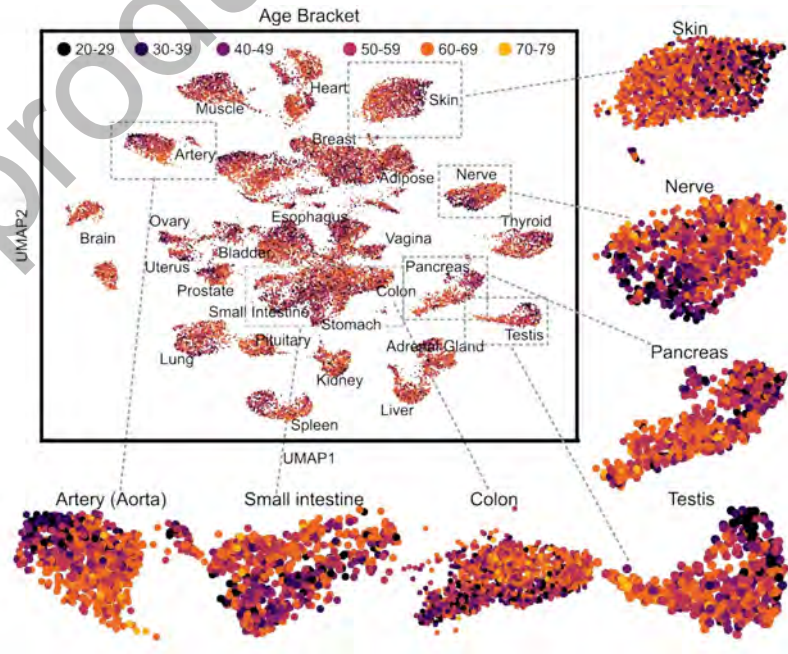 Age Bracket
20-29 30-39 40-49 50-59 60-69 70-79
Skin
Heart
Muscle
Skin
Breast
Artery
Adipose
Nerve
Nerve
Ovary
Esophagus
Thyroid
Brain
Bladder
Vagina
UMAP2
Uterus
Pancreas
Prostate
Colon
Small Intestine
Stomach
Testis
Lung
Pituitary
Adrenal Gland
Pancreas
Kidney
Liver
Spleen
UMAP1
Artery (Aorta) Small intestine Colon Testis